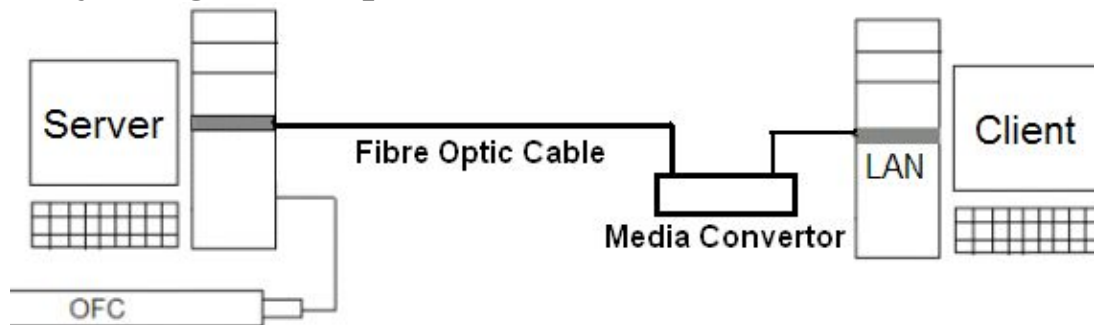 Server
Fibre Optic Cable
Media Convertor
LAN
Client
OFC